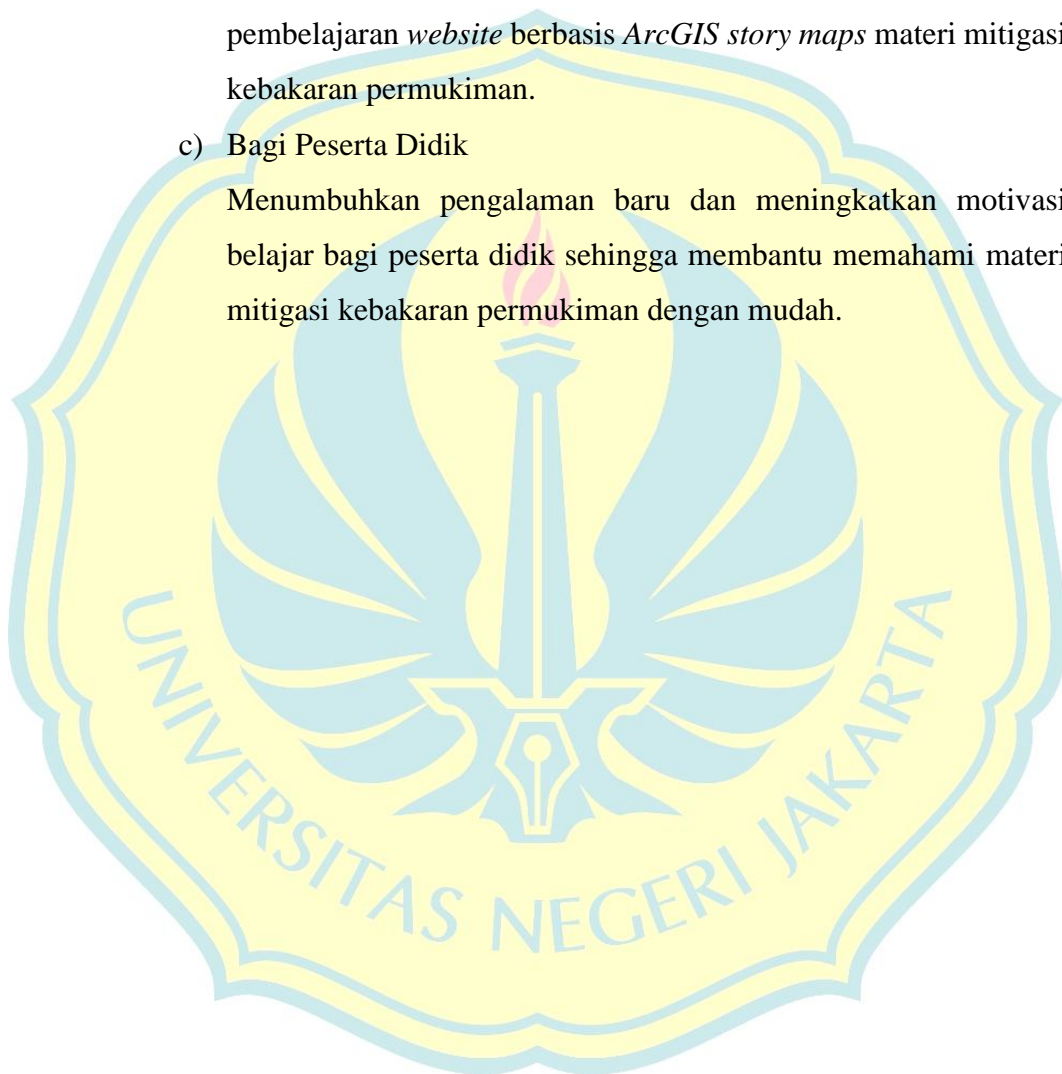 pembelajaran website berbasis ArcGIS story maps materi mitigasi
kebakaran permukiman.
c) Bagi Peserta Didik
Menumbuhkan pengalaman baru dan meningkatkan motivasi
belajar bagi peserta didik sehingga membantu memahami materi
mitigasi kebakaran permukiman dengan mudah.
UNIVERSITAS NEGERI JAKARTA